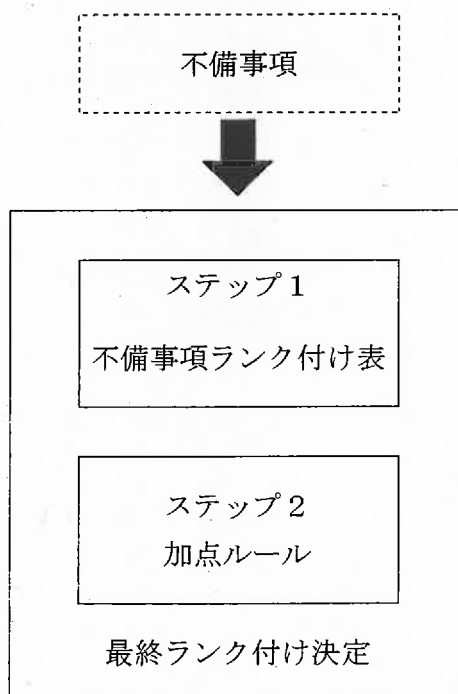 不備事項
ステップ1
不備事項ランク付け表
ステップ2
加点ルール
最終ランク付け決定